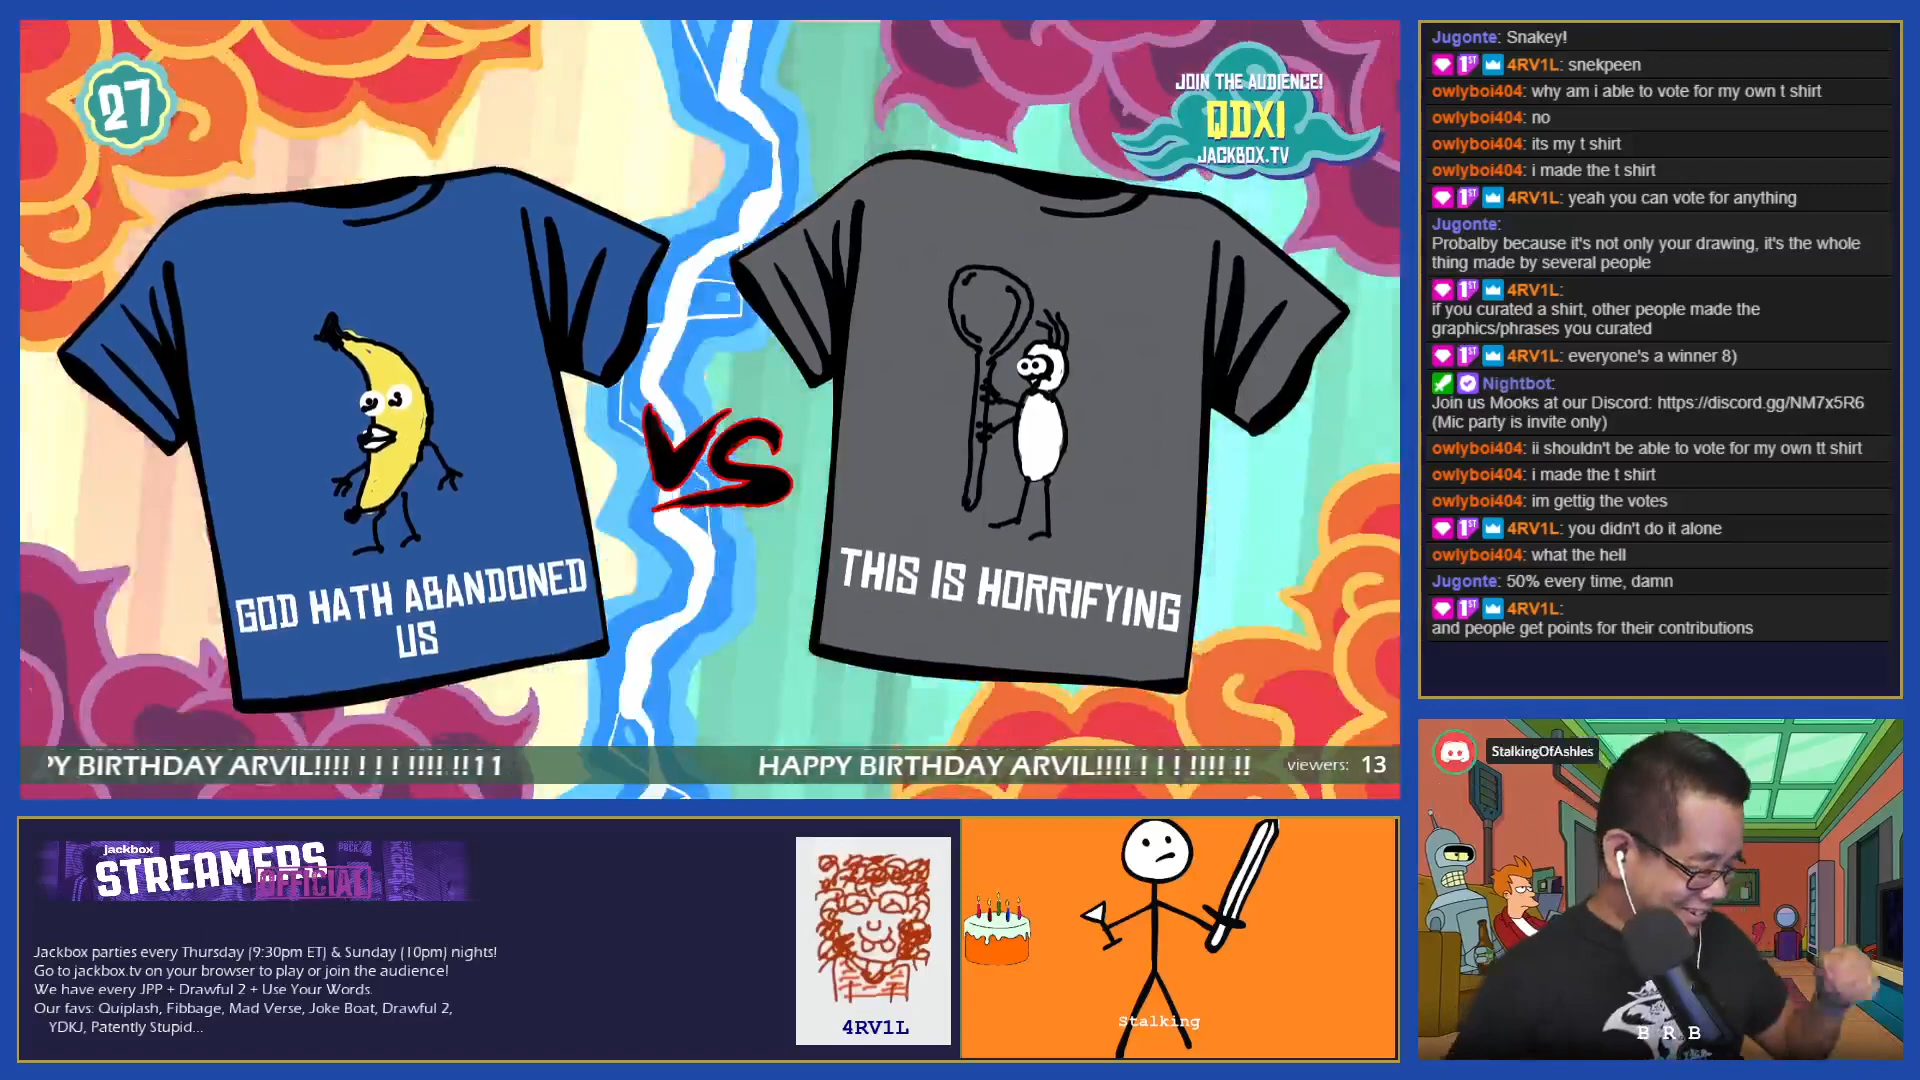 27
JOIN THE AUDIENCE!
QDXI
JACKBOX.TV
GOD HATH ABANDONED
US
VS
THIS IS HORRIFYING
PY BIRTHDAY ARVIL!!!! ! ! ! !!!! !!11
HAPPY BIRTHDAY ARVIL!!!! ! ! ! !!!! !!
viewers: 13
Jugonte: Snakey!
1ST 4RV1L: snekpeen
owlyboi404: why am i able to vote for my own t shirt
owlyboi404: no
owlyboi404: its my t shirt
owlyboi404: i made the t shirt
1ST 4RV1L: yeah you can vote for anything
Jugonte:
Probalby because it's not only your drawing, it's the whole
thing made by several people
1ST 4RV1L:
if you curated a shirt, other people made the
graphics/phrases you curated
1ST 4RV1L: everyone's a winner 8)
Nightbot:
Join us Mooks at our Discord: https://discord.gg/NM7x5R6
(Mic party is invite only)
owlyboi404: ii shouldn't be able to vote for my own tt shirt
owlyboi404: i made the t shirt
owlyboi404: im gettig the votes
1ST 4RV1L: you didn't do it alone
owlyboi404: what the hell
Jugonte: 50% every time, damn
1ST 4RV1L:
and people get points for their contributions
jackbox
STREAMERS
OFFICIAL
Jackbox parties every Thursday (9:30pm ET) & Sunday (10pm) nights!
Go to jackbox.tv on your browser to play or join the audience!
We have every JPP + Drawful 2 + Use Your Words.
Our favs: Quiplash, Fibbage, Mad Verse, Joke Boat, Drawful 2,
YDKJ, Patently Stupid...
4RV1L
Stalking
StalkingOfAshles
B R B